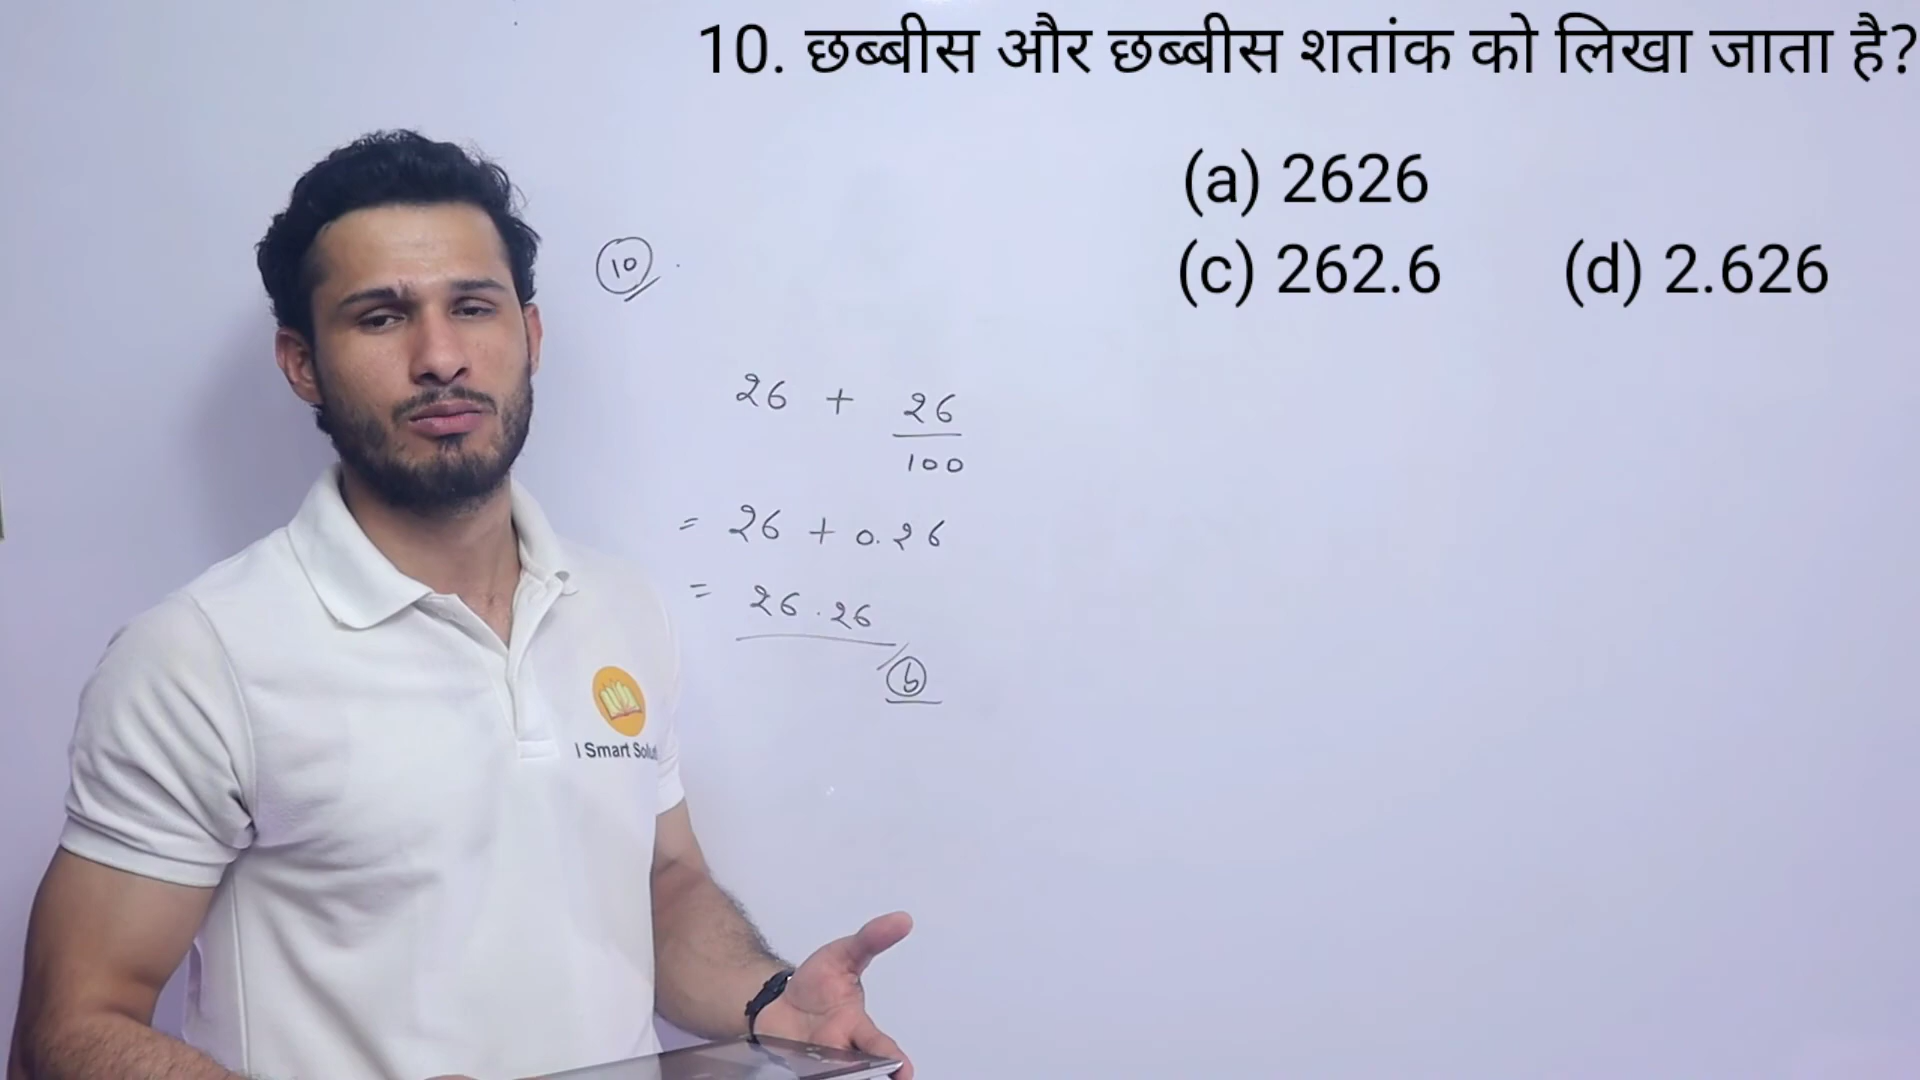 10. छब्बीस और छब्बीस शतांक को लिखा जाता है?
(a) 2626
(c) 262.6 (d) 2.626
10
26 + 26
100
= 26 + 0.26
= 26.26
b
I Smart